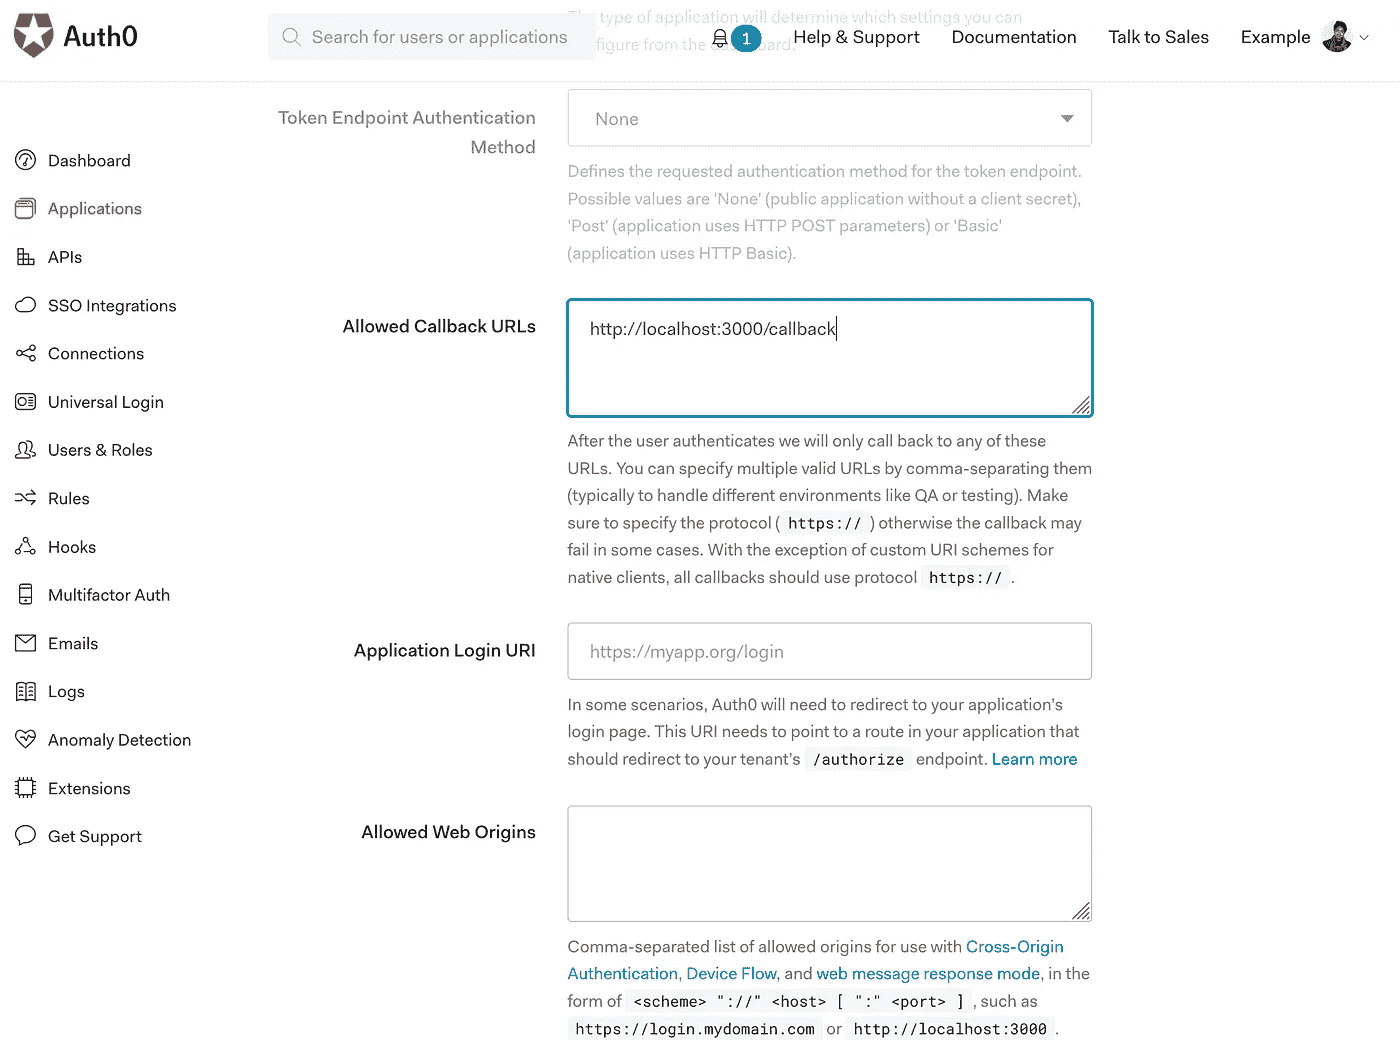 Auth0
Search for users or applications
The type of application will determine which settings you can
figure from the dashboard.
1
Help & Support
Documentation
Talk to Sales
Example
Dashboard
Applications
APIs
SSO Integrations
Connections
Universal Login
Users & Roles
Rules
Hooks
Multifactor Auth
Emails
Logs
Anomaly Detection
Extensions
Get Support
Token Endpoint Authentication
Method
None
Defines the requested authentication method for the token endpoint.
Possible values are 'None' (public application without a client secret),
'Post' (application uses HTTP POST parameters) or 'Basic'
(application uses HTTP Basic).
Allowed Callback URLs
http://localhost:3000/callback
After the user authenticates we will only call back to any of these
URLs. You can specify multiple valid URLs by comma-separating them
(typically to handle different environments like QA or testing). Make
sure to specify the protocol ( https:// ) otherwise the callback may
fail in some cases. With the exception of custom URI schemes for
native clients, all callbacks should use protocol https:// .
Application Login URI
https://myapp.org/login
In some scenarios, Auth0 will need to redirect to your application's
login page. This URI needs to point to a route in your application that
should redirect to your tenant's /authorize endpoint. Learn more
Allowed Web Origins
Comma-separated list of allowed origins for use with Cross-Origin
Authentication, Device Flow, and web message response mode, in the
form of <scheme> "://" <host> [ ":" <port> ] , such as
https://login.mydomain.com or http://localhost:3000 .